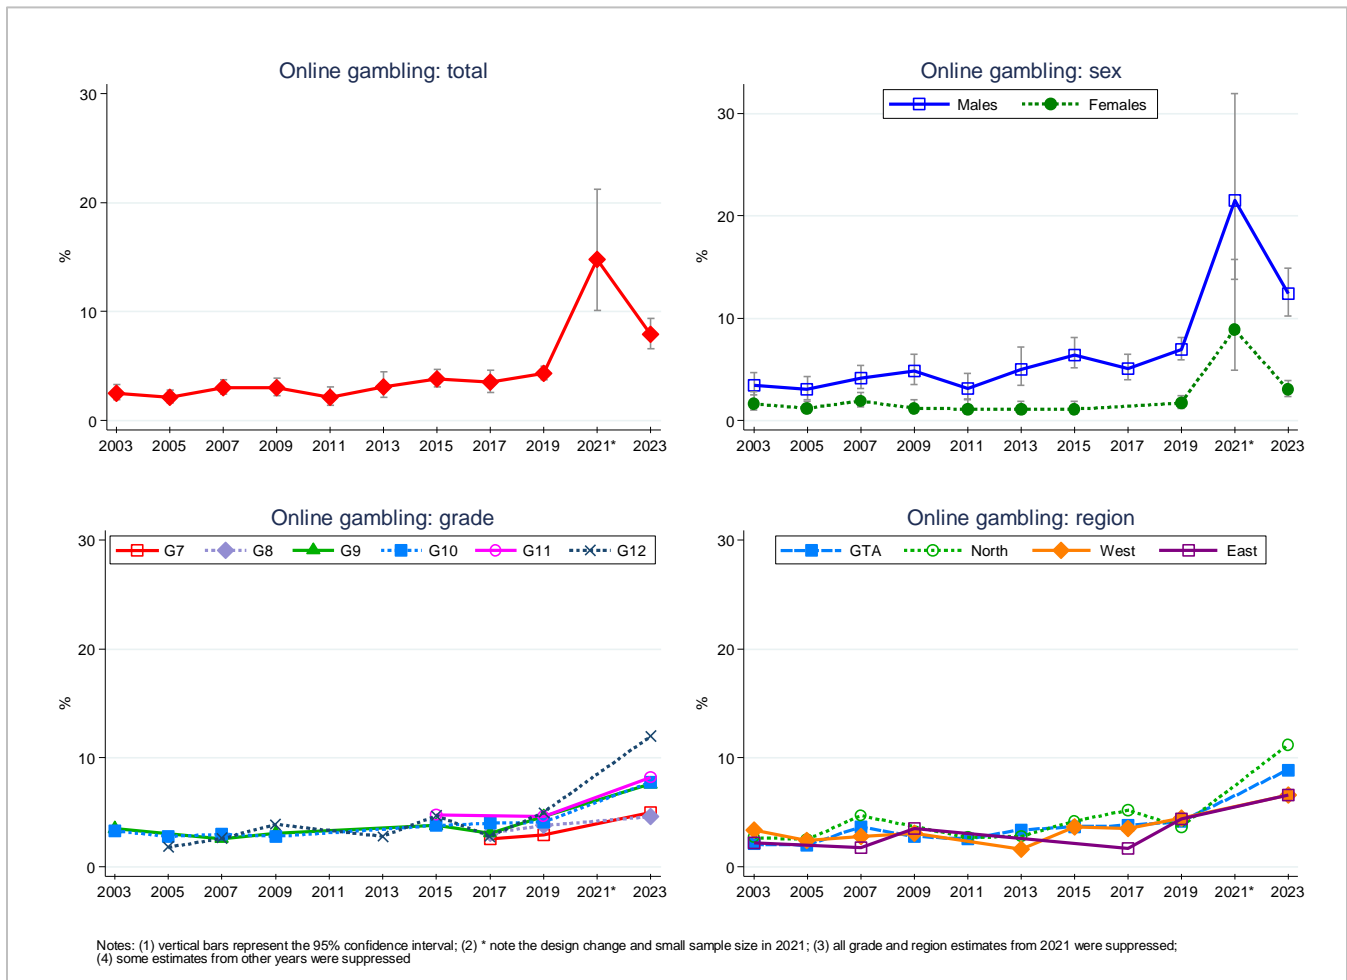 Online gambling: total
30
20
10
0
%
2003 2005 2007 2009 2011 2013 2015 2017 2019 2021* 2023
Online gambling: sex
Males Females
30
20
10
0
%
2003 2005 2007 2009 2011 2013 2015 2017 2019 2021* 2023
Online gambling: grade
G7 G8 G9 G10 G11 G12
30
20
10
0
%
2003 2005 2007 2009 2011 2013 2015 2017 2019 2021* 2023
Online gambling: region
GTA North West East
30
20
10
0
%
2003 2005 2007 2009 2011 2013 2015 2017 2019 2021* 2023
Notes: (1) vertical bars represent the 95% confidence interval; (2) * note the design change and small sample size in 2021; (3) all grade and region estimates from 2021 were suppressed;
(4) some estimates from other years were suppressed